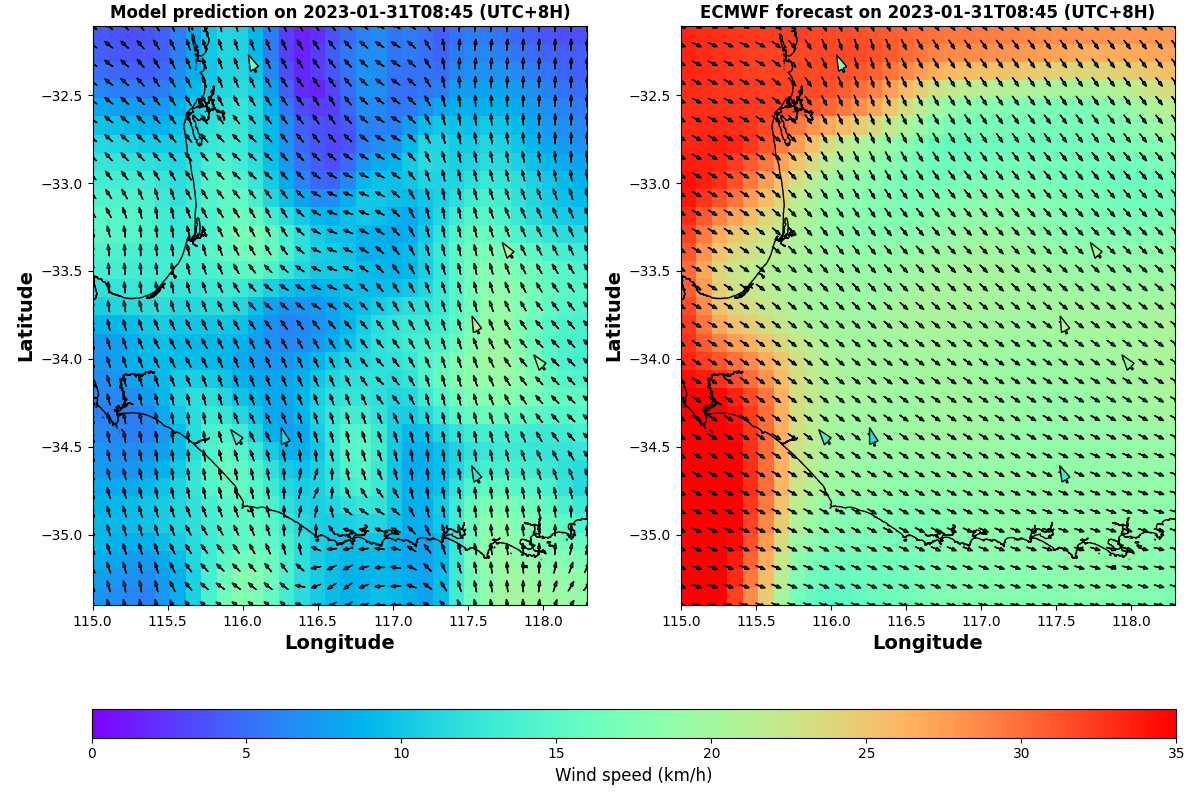 Model prediction on 2023-01-31T08:45 (UTC+8H)
ECMWF forecast on 2023-01-31T08:45 (UTC+8H)
Latitude
−32.5
−33.0
−33.5
−34.0
−34.5
−35.0
115.0 115.5 116.0 116.5 117.0 117.5 118.0
Longitude
Latitude
−32.5
−33.0
−33.5
−34.0
−34.5
−35.0
115.0 115.5 116.0 116.5 117.0 117.5 118.0
Longitude
0 5 10 15 20 25 30 35
Wind speed (km/h)